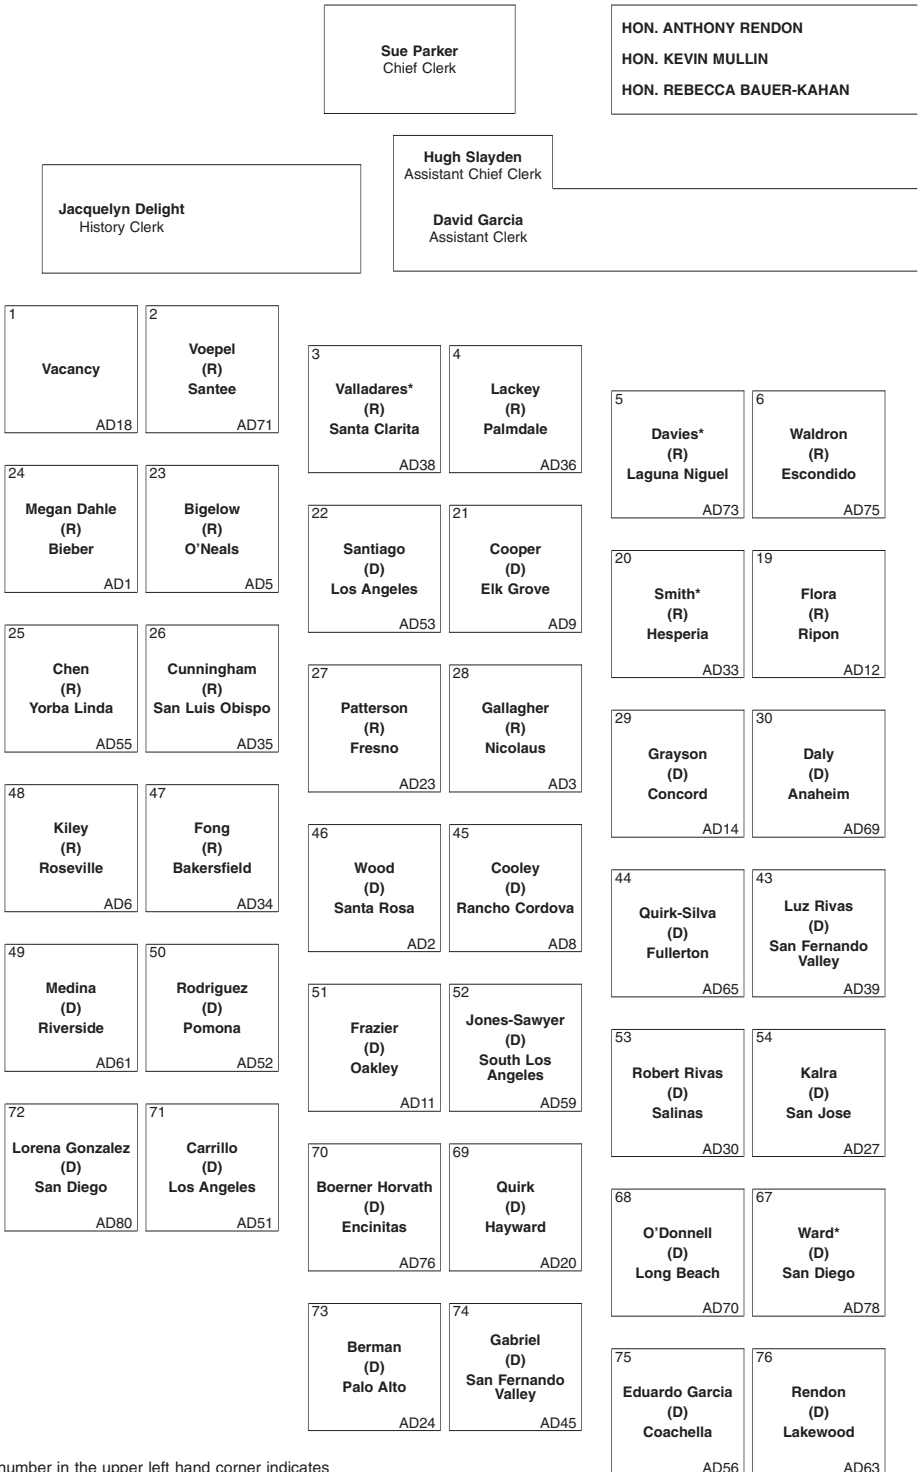 Sue Parker
Chief Clerk
HON. ANTHONY RENDON
HON. KEVIN MULLIN
HON. REBECCA BAUER-KAHAN
Hugh Slayden
Assistant Chief Clerk
Jacquelyn Delight
History Clerk
David Garcia
Assistant Clerk
1
Vacancy
AD18
2
Voepel
(R)
Santee
AD71
3
Valladares*
(R)
Santa Clarita
AD38
4
Lackey
(R)
Palmdale
AD36
5
Davies*
(R)
Laguna Niguel
AD73
6
Waldron
(R)
Escondido
AD75
24
Megan Dahle
(R)
Bieber
AD1
23
Bigelow
(R)
O'Neals
AD5
22
Santiago
(D)
Los Angeles
AD53
21
Cooper
(D)
Elk Grove
AD9
20
Smith*
(R)
Hesperia
AD33
19
Flora
(R)
Ripon
AD12
25
Chen
(R)
Yorba Linda
AD55
26
Cunningham
(R)
San Luis Obispo
AD35
27
Patterson
(R)
Fresno
AD23
28
Gallagher
(R)
Nicolaus
AD3
29
Grayson
(D)
Concord
AD14
30
Daly
(D)
Anaheim
AD69
48
Kiley
(R)
Roseville
AD6
47
Fong
(R)
Bakersfield
AD34
46
Wood
(D)
Santa Rosa
AD2
45
Cooley
(D)
Rancho Cordova
AD8
44
Quirk-Silva
(D)
Fullerton
AD65
43
Luz Rivas
(D)
San Fernando
Valley
AD39
49
Medina
(D)
Riverside
AD61
50
Rodriguez
(D)
Pomona
AD52
51
Frazier
(D)
Oakley
AD11
52
Jones-Sawyer
(D)
South Los
Angeles
AD59
53
Robert Rivas
(D)
Salinas
AD30
54
Kalra
(D)
San Jose
AD27
72
Lorena Gonzalez
(D)
San Diego
AD80
71
Carrillo
(D)
Los Angeles
AD51
70
Boerner Horvath
(D)
Encinitas
AD76
69
Quirk
(D)
Hayward
AD20
68
O'Donnell
(D)
Long Beach
AD70
67
Ward*
(D)
San Diego
AD78
73
Berman
(D)
Palo Alto
AD24
74
Gabriel
(D)
San Fernando
Valley
AD45
75
Eduardo Garcia
(D)
Coachella
AD56
76
Rendon
(D)
Lakewood
AD63
number in the upper left hand corner indicates